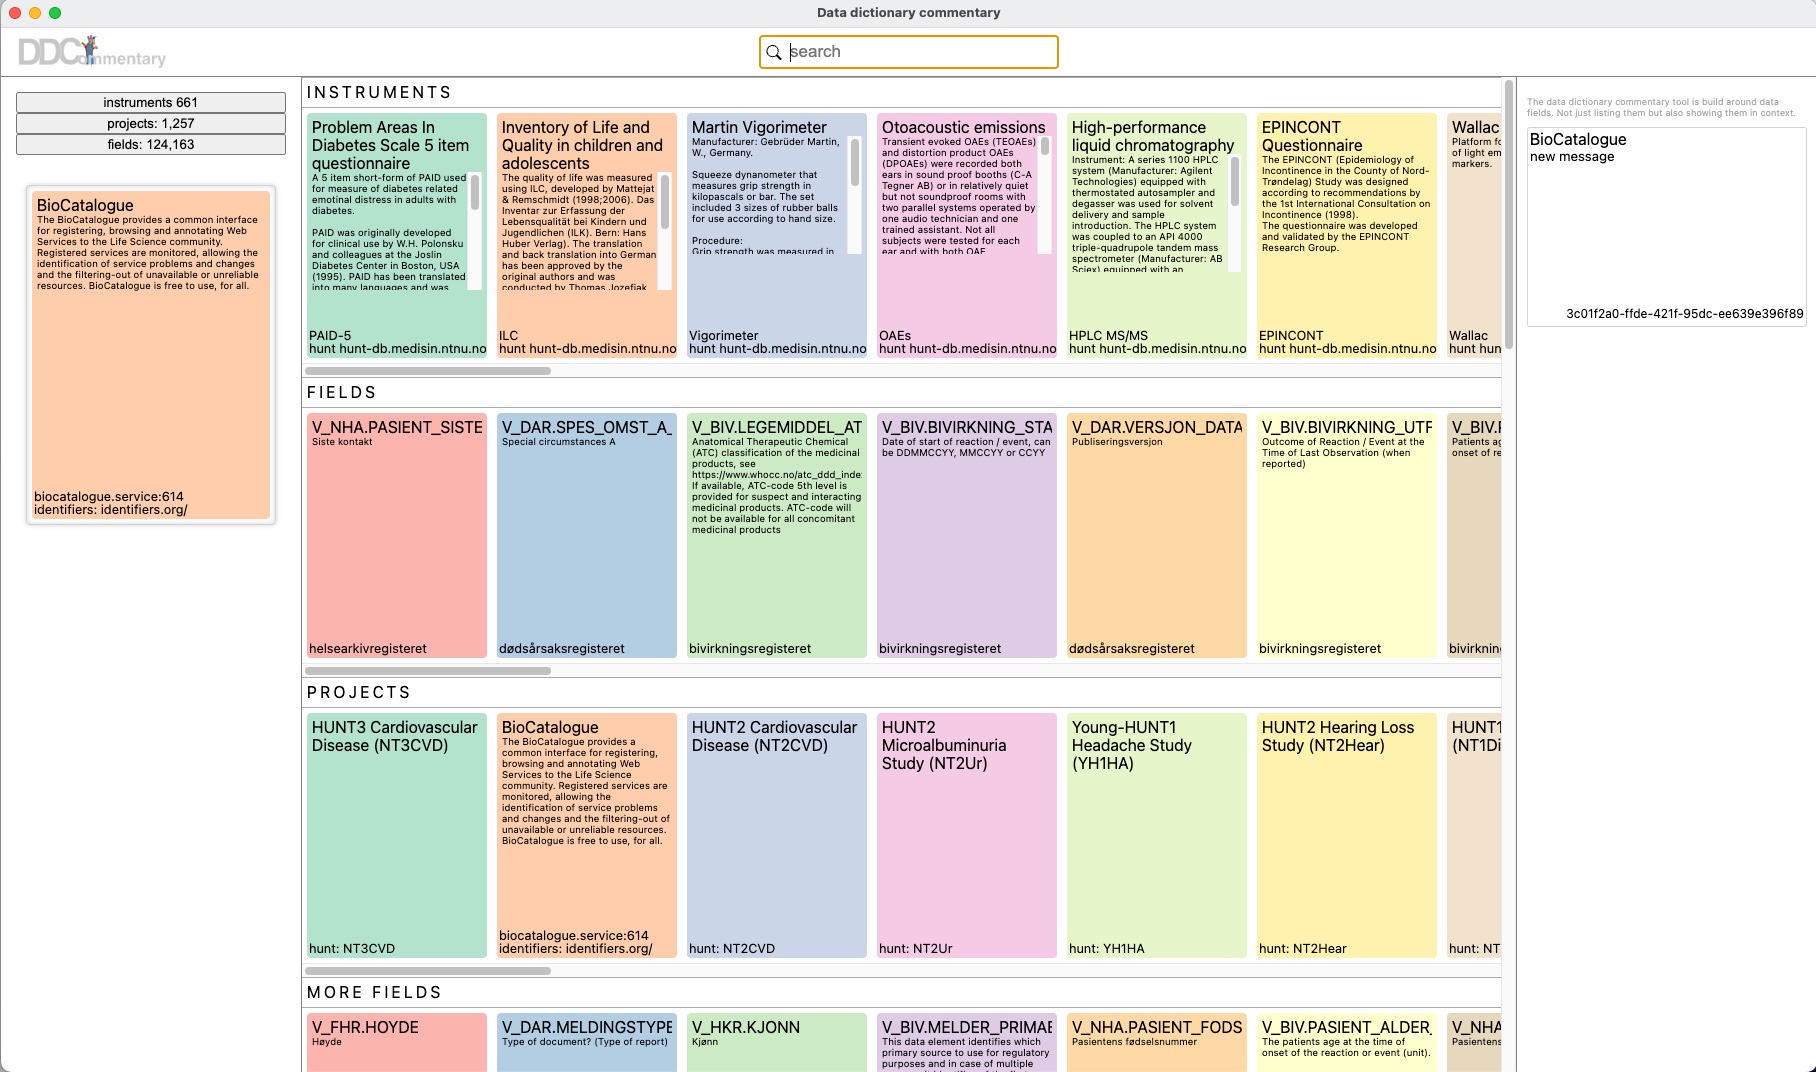 Data dictionary commentary
DDCommentary
search
instruments 661
projects: 1,257
fields: 124,163
BioCatalogue
The BioCatalogue provides a common interface
for registering, browsing and annotating Web
Services to the Life Science community.
Registered services are monitored, allowing the
identification of service problems and changes
and the filtering-out of unavailable or unreliable
resources. BioCatalogue is free to use, for all.
biocatalogue.service:614
identifiers: identifiers.org/
INSTRUMENTS
Problem Areas In
Diabetes Scale 5 item
questionnaire
A 5 item short-form of PAID used
for measure of diabetes related
emotinal distress in adults with
diabetes.
PAID was originally developed
for clinical use by W.H. Polonsku
and colleagues at the Joslin
Diabetes Center in Boston, USA
(1995). PAID has been translated
into many languages and was
PAID-5
hunt hunt-db.medisin.ntnu.no
Inventory of Life and
Quality in children and
adolescents
The quality of life was measured
using ILC, developed by Mattejat
& Remschmidt (1998;2006). Das
Inventar zur Erfassung der
Lebensqualität bei Kindern und
Jugendlichen (ILK). Bern: Hans
Huber Verlag). The translation
and back translation into German
has been approved by the
original authors and was
conducted by Thomas Jozefiak
ILC
hunt hunt-db.medisin.ntnu.no
Martin Vigorimeter
Manufacturer: Gebrüder Martin,
W., Germany.
Squeeze dynanometer that
measures grip strength in
kilopascals or bar. The set
included 3 sizes of rubber balls
for use according to hand size.
Procedure:
Grip strength was measured in
Vigorimeter
hunt hunt-db.medisin.ntnu.no
Otoacoustic emissions
Transient evoked OAEs (TEOAEs)
and distortion product OAEs
(DPOAEs) were recorded both
ears in sound proof booths (C-A
Tegner AB) or in relatively quiet
but not soundproof rooms with
two parallel systems operated by
one audio technician and one
trained assistant. Not all
subjects were tested for each
ear and with both OAE
OAEs
hunt hunt-db.medisin.ntnu.no
High-performance
liquid chromatography
Instrument: A series 1100 HPLC
system (Manufacturer: Agilent
Technologies) equipped with
thermostated autosampler and
degasser was used for solvent
delivery and sample
introduction. The HPLC system
was coupled to an API 4000
triple-quadrupole tandem mass
spectrometer (Manufacturer: AB
Sciex) equipped with an
HPLC MS/MS
hunt hunt-db.medisin.ntnu.no
EPINCONT
Questionnaire
The EPINCONT (Epidemiology of
Incontinence in the County of Nord-
Trøndelag) Study was designed
according to recommendations by
the 1st International Consultation on
Incontinence (1998).
The questionnaire was developed
and validated by the EPINCONT
Research Group.
EPINCONT
hunt hunt-db.medisin.ntnu.no
Wallac
Platform fo
of light em
markers.
Wallac
hunt hun
FIELDS
V_NHA.PASIENT_SISTE
Siste kontakt
helsearkivregisteret
V_DAR.SPES_OMST_A_
Special circumstances A
dødsårsaksregisteret
V_BIV.LEGEMIDDEL_AT
Anatomical Therapeutic Chemical
(ATC) classification of the medicinal
products, see
https://www.whocc.no/atc_ddd_inde
If available, ATC-code 5th level is
provided for suspect and interacting
medicinal products. ATC-code will
not be available for all concomitant
medicinal products
bivirkningsregisteret
V_BIV.BIVIRKNING_STA
Date of start of reaction / event, can
be DDMMCCYY, MMCCYY or CCYY
bivirkningsregisteret
V_DAR.VERSJON_DATA
Publiseringsversjon
dødsårsaksregisteret
V_BIV.BIVIRKNING_UTF
Outcome of Reaction / Event at the
Time of Last Observation (when
reported)
bivirkningsregisteret
V_BIV.
Patients ag
onset of re
bivirknin
PROJECTS
HUNT3 Cardiovascular
Disease (NT3CVD)
hunt: NT3CVD
BioCatalogue
The BioCatalogue provides a
common interface for registering,
browsing and annotating Web
Services to the Life Science
community. Registered services are
monitored, allowing the
identification of service problems
and changes and the filtering-out of
unavailable or unreliable resources.
BioCatalogue is free to use, for all.
biocatalogue.service:614
identifiers: identifiers.org/
HUNT2 Cardiovascular
Disease (NT2CVD)
hunt: NT2CVD
HUNT2
Microalbuminuria
Study (NT2Ur)
hunt: NT2Ur
Young-HUNT1
Headache Study
(YH1HA)
hunt: YH1HA
HUNT2 Hearing Loss
Study (NT2Hear)
hunt: NT2Hear
HUNT1
(NT1Di
hunt: NT
MORE FIELDS
V_FHR.HOYDE
Høyde
V_DAR.MELDINGSTYPE
Type of document? (Type of report)
V_HKR.KJONN
Kjønn
V_BIV.MELDER_PRIMAE
This data element identifies which
primary source to use for regulatory
purposes and in case of multiple
V_NHA.PASIENT_FODS
Pasientens fødselsnummer
V_BIV.PASIENT_ALDER_
The patients age at the time of
onset of the reaction or event (unit).
V_NHA
Pasientens
The data dictionary commentary tool is build around data
fields. Not just listing them but also showing them in context.
BioCatalogue
new message
3c01f2a0-ffde-421f-95dc-ee639e396f89